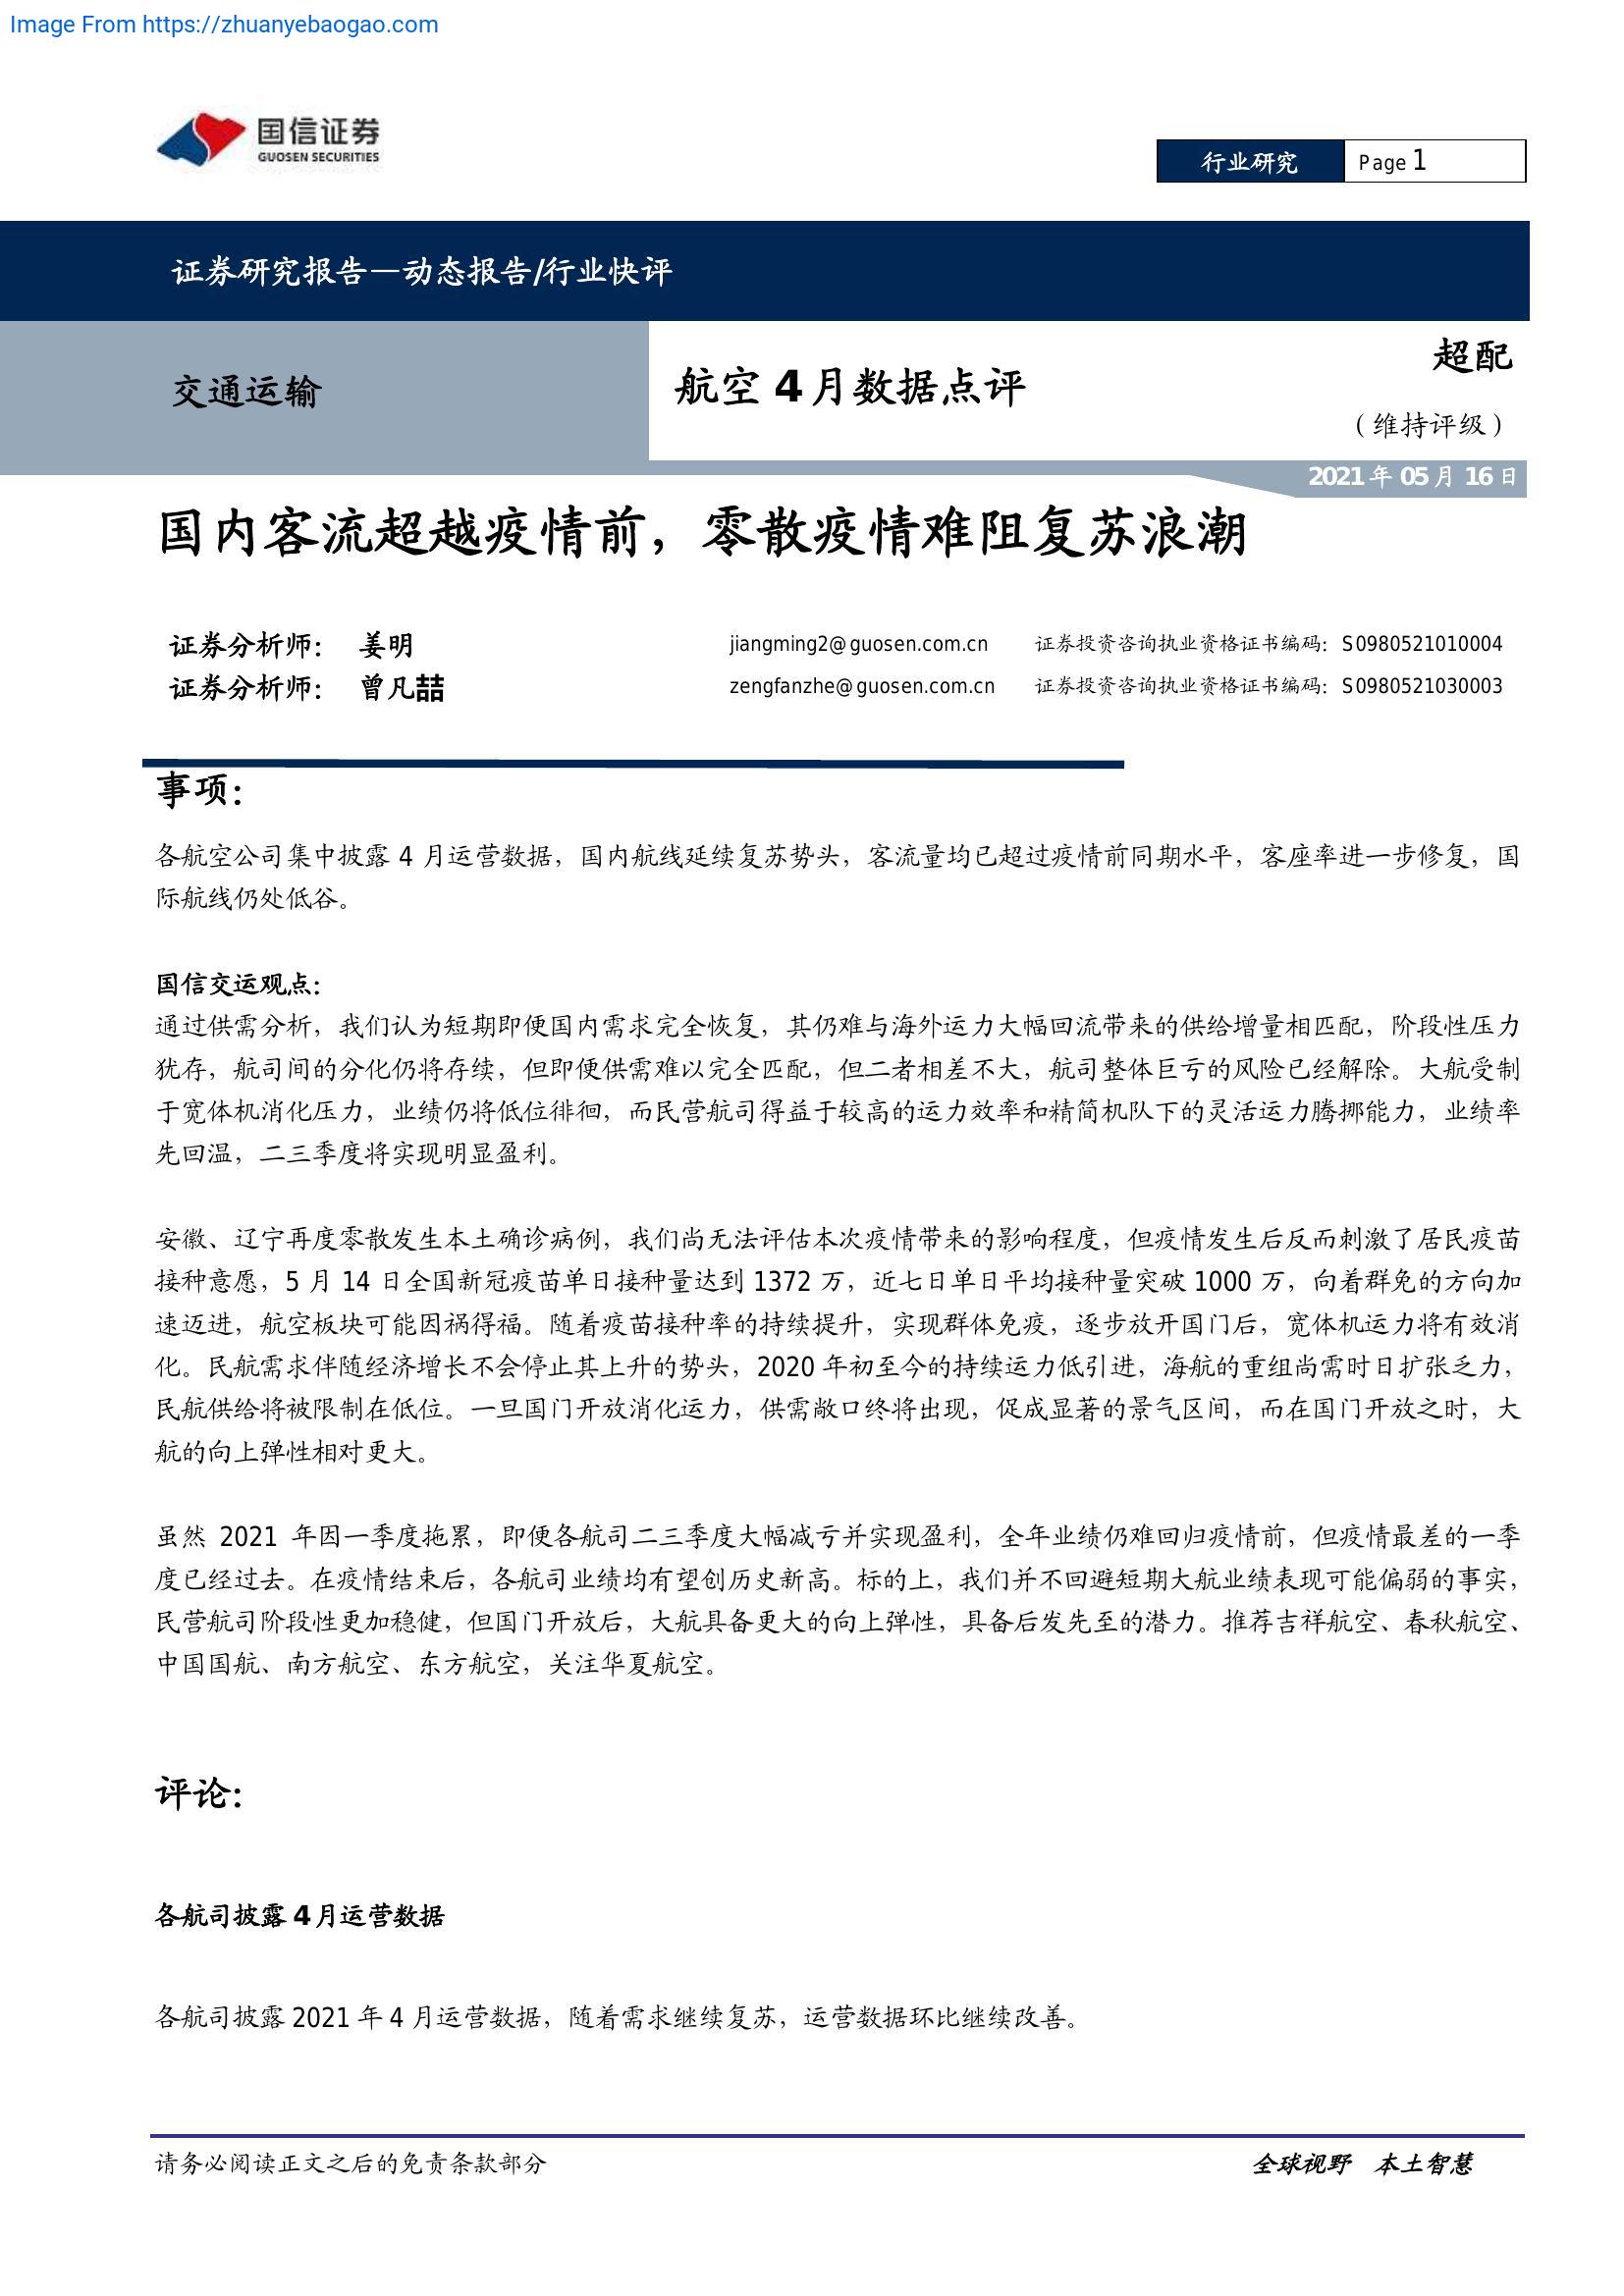 Image From https://zhuanyebaogao.com
国信证券
GUOSEN SECURITIES
行业研究
Page 1
证券研究报告—动态报告/行业快评
交通运输
航空 4 月数据点评
超配
（维持评级）
2021 年 05 月 16 日
国内客流超越疫情前，零散疫情难阻复苏浪潮
证券分析师： 姜明 jiangming2@guosen.com.cn 证券投资咨询执业资格证书编码：S0980521010004
证券分析师： 曾凡喆 zengfanzhe@guosen.com.cn 证券投资咨询执业资格证书编码：S0980521030003
事项：
各航空公司集中披露 4 月运营数据，国内航线延续复苏势头，客流量均已超过疫情前同期水平，客座率进一步修复，国
际航线仍处低谷。
国信交运观点：
通过供需分析，我们认为短期即便国内需求完全恢复，其仍难与海外运力大幅回流带来的供给增量相匹配，阶段性压力
犹存，航司间的分化仍将存续，但即便供需难以完全匹配，但二者相差不大，航司整体巨亏的风险已经解除。大航受制
于宽体机消化压力，业绩仍将低位徘徊，而民营航司得益于较高的运力效率和精简机队下的灵活运力腾挪能力，业绩率
先回温，二三季度将实现明显盈利。
安徽、辽宁再度零散发生本土确诊病例，我们尚无法评估本次疫情带来的影响程度，但疫情发生后反而刺激了居民疫苗
接种意愿，5 月 14 日全国新冠疫苗单日接种量达到 1372 万，近七日单日平均接种量突破 1000 万，向着群免的方向加
速迈进，航空板块可能因祸得福。随着疫苗接种率的持续提升，实现群体免疫，逐步放开国门后，宽体机运力将有效消
化。民航需求伴随经济增长不会停止其上升的势头，2020 年初至今的持续运力低引进，海航的重组尚需时日扩张乏力，
民航供给将被限制在低位。一旦国门开放消化运力，供需敞口终将出现，促成显著的景气区间，而在国门开放之时，大
航的向上弹性相对更大。
虽然 2021 年因一季度拖累，即便各航司二三季度大幅减亏并实现盈利，全年业绩仍难回归疫情前，但疫情最差的一季
度已经过去。在疫情结束后，各航司业绩均有望创历史新高。标的上，我们并不回避短期大航业绩表现可能偏弱的事实，
民营航司阶段性更加稳健，但国门开放后，大航具备更大的向上弹性，具备后发先至的潜力。推荐吉祥航空、春秋航空、
中国国航、南方航空、东方航空，关注华夏航空。
评论：
各航司披露 4 月运营数据
各航司披露 2021 年 4 月运营数据，随着需求继续复苏，运营数据环比继续改善。
请务必阅读正文之后的免责条款部分
全球视野 本土智慧